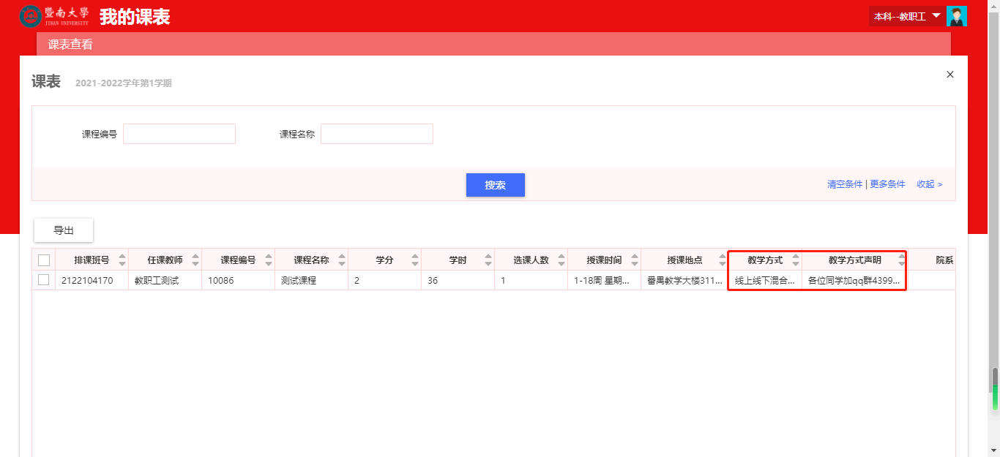 暨南大學 我的课表 本科--教职工
JINAN UNIVERSITY
课表查看
课表 2021-2022学年第1学期
课程编号 课程名称
搜索 清空条件 | 更多条件 收起 >
导出
排课班号 任课教师 课程编号 课程名称 学分 学时 选课人数 授课时间 授课地点 教学方式 教学方式声明 院系
2122104170 教职工测试 10086 测试课程 2 36 1 1-18周 星期... 番禺教学大楼311... 线上线下混合... 各位同学加qq群4399...